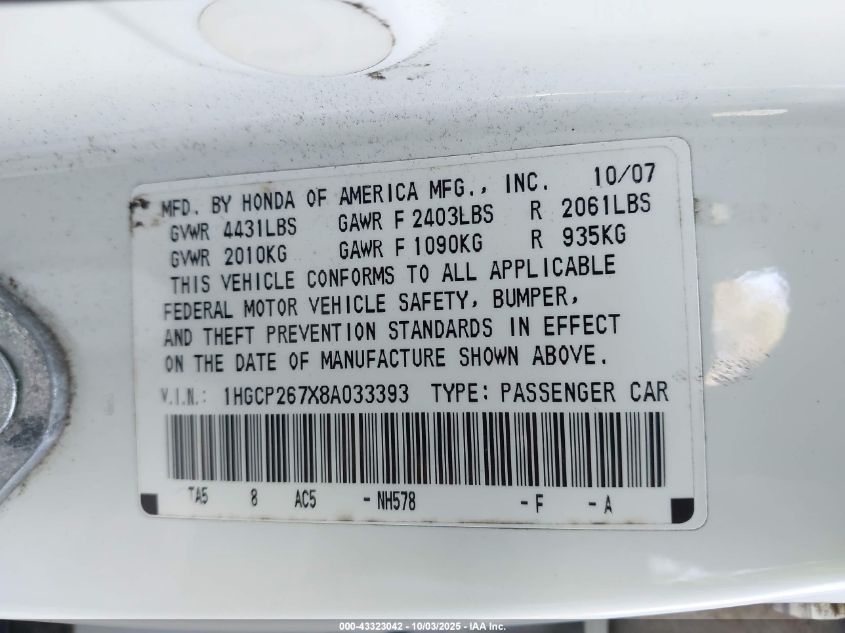 MFD. BY HONDA OF AMERICA MFG., INC. 10/07
GVWR 4431LBS GAWR F 2403LBS R 2061LBS
GVWR 2010KG GAWR F 1090KG R 935KG
THIS VEHICLE CONFORMS TO ALL APPLICABLE
FEDERAL MOTOR VEHICLE SAFETY, BUMPER,
AND THEFT PREVENTION STANDARDS IN EFFECT
ON THE DATE OF MANUFACTURE SHOWN ABOVE.
V.I.N.: 1HGCP267X8A033393 TYPE: PASSENGER CAR
TA5 8 AC5 -NH578 -F -A
000-43323042 - 10/03/2025 - IAA Inc.